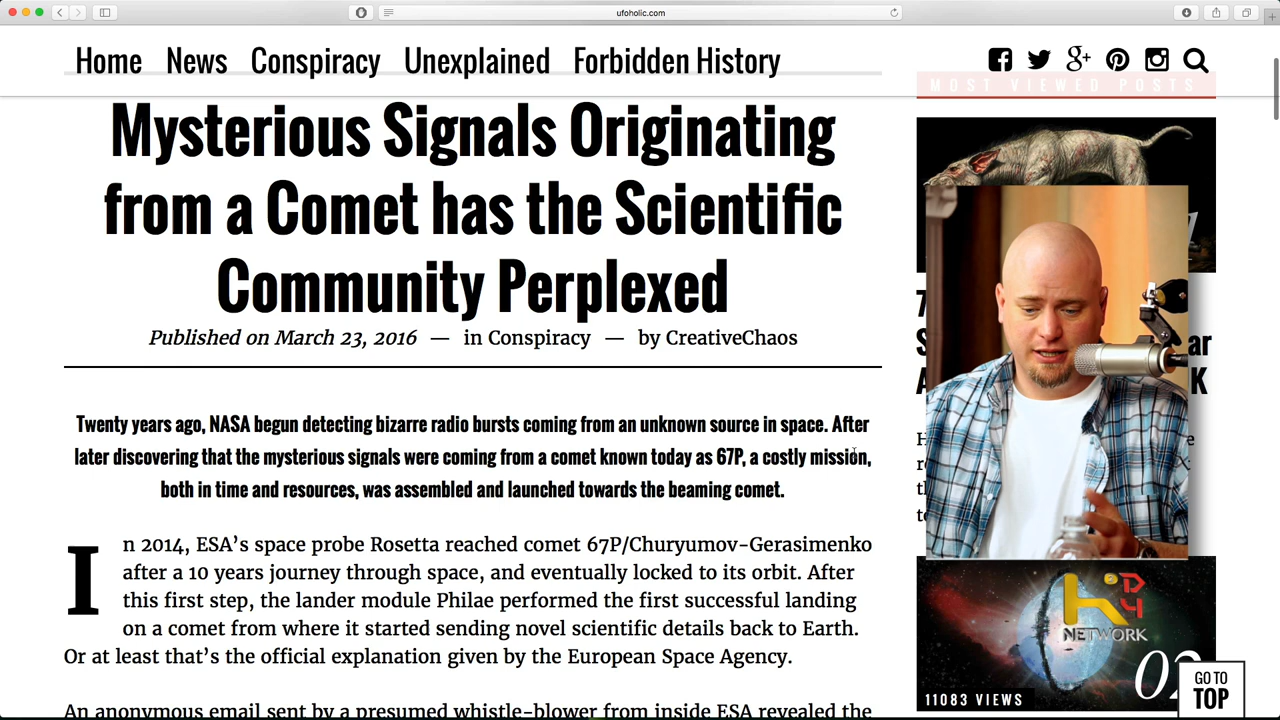 ufoholic.com
Home News Conspiracy Unexplained Forbidden History
MOST VIEWED POSTS
Mysterious Signals Originating
from a Comet has the Scientific
Community Perplexed
Published on March 23, 2016 — in Conspiracy — by CreativeChaos
Twenty years ago, NASA begun detecting bizarre radio bursts coming from an unknown source in space. After
later discovering that the mysterious signals were coming from a comet known today as 67P, a costly mission,
both in time and resources, was assembled and launched towards the beaming comet.
In 2014, ESA's space probe Rosetta reached comet 67P/Churyumov-Gerasimenko
after a 10 years journey through space, and eventually locked to its orbit. After
this first step, the lander module Philae performed the first successful landing
on a comet from where it started sending novel scientific details back to Earth.
Or at least that's the official explanation given by the European Space Agency.
An anonymous email sent by a presumed whistle-blower from inside ESA revealed the
NETWORK
02
11083 VIEWS
GO TO
TOP